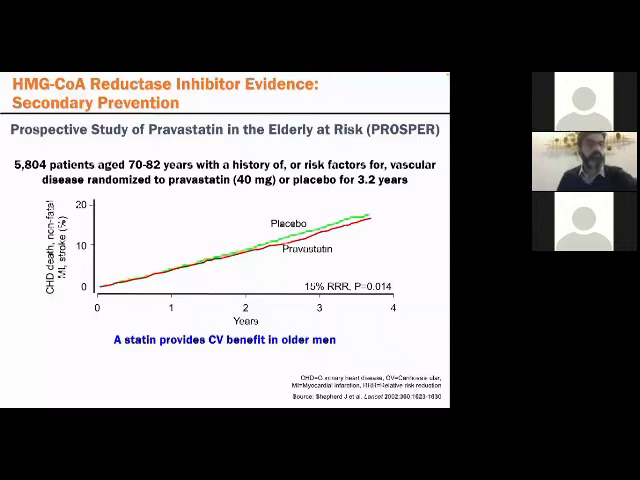 HMG-CoA Reductase Inhibitor Evidence:
Secondary Prevention
Prospective Study of Pravastatin in the Elderly at Risk (PROSPER)
5,804 patients aged 70-82 years with a history of, or risk factors for, vascular
disease randomized to pravastatin (40 mg) or placebo for 3.2 years
CHD death, non-fatal
MI, stroke (%)
20
10
0
Placebo
Pravastatin
15% RRR, P=0.014
0 1 2 3 4
Years
A statin provides CV benefit in older men
CHD=Coronary heart disease, CV=Cardiovascular,
MI=Myocardial infarction, RRR=Relative risk reduction
Source: Shepherd J et al. Lancet 2002;360:1623-1630